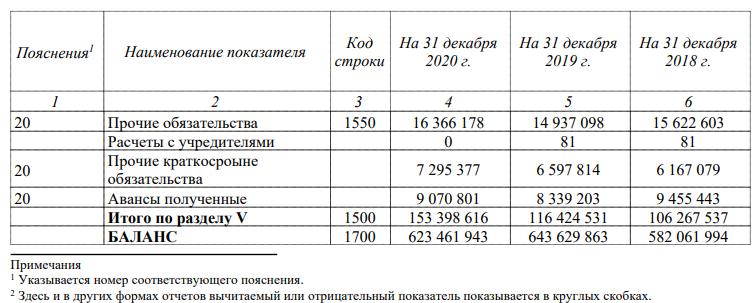 Пояснения¹ Наименование показателя Код строки На 31 декабря 2020 г. На 31 декабря 2019 г. На 31 декабря 2018 г.
1 2 3 4 5 6
20 Прочие обязательства 1550 16 366 178 14 937 098 15 622 603
Расчеты с учредителями 0 81 81
20 Прочие краткосроыне обязательства 7 295 377 6 597 814 6 167 079
20 Авансы полученные 9 070 801 8 339 203 9 455 443
Итого по разделу V 1500 153 398 616 116 424 531 106 267 537
БАЛАНС 1700 623 461 943 643 629 863 582 061 994
Примечания
¹ Указывается номер соответствующего пояснения.
² Здесь и в других формах отчетов вычитаемый или отрицательный показатель показывается в круглых скобках.